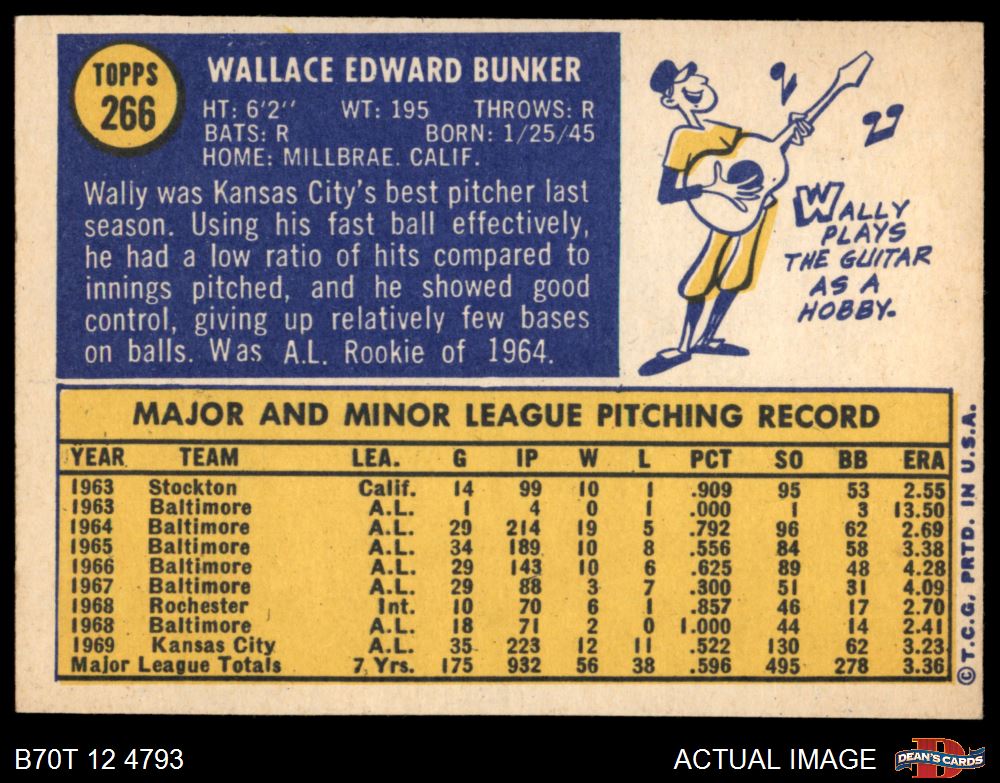 TOPPS
266
WALLACE EDWARD BUNKER
HT: 6'2'' WT: 195 THROWS: R
BATS: R BORN: 1/25/45
HOME: MILLBRAE. CALIF.
Wally was Kansas City's best pitcher last
season. Using his fast ball effectively,
he had a low ratio of hits compared to
innings pitched, and he showed good
control, giving up relatively few bases
on balls. Was A.L. Rookie of 1964.
WALLY
PLAYS
THE GUITAR
AS A
HOBBY.
MAJOR AND MINOR LEAGUE PITCHING RECORD
YEAR TEAM LEA. G IP W L PCT SO BB ERA
1963 Stockton Calif. 14 99 10 1 .909 95 53 2.55
1963 Baltimore A.L. 1 4 0 1 .000 1 3 13.50
1964 Baltimore A.L. 29 214 19 5 .792 96 62 2.69
1965 Baltimore A.L. 34 189 10 8 .556 84 58 3.38
1966 Baltimore A.L. 29 143 10 6 .625 89 48 4.28
1967 Baltimore A.L. 29 88 3 7 .300 51 31 4.09
1968 Rochester Int. 10 70 6 1 .857 46 17 2.70
1968 Baltimore A.L. 18 71 2 0 1.000 44 14 2.41
1969 Kansas City A.L. 35 223 12 11 .522 130 62 3.23
Major League Totals 7 Yrs. 175 932 56 38 .596 495 278 3.36
© T.C.G. PRTD. IN U.S.A.
B70T 12 4793
ACTUAL IMAGE
DEAN'S CARDS